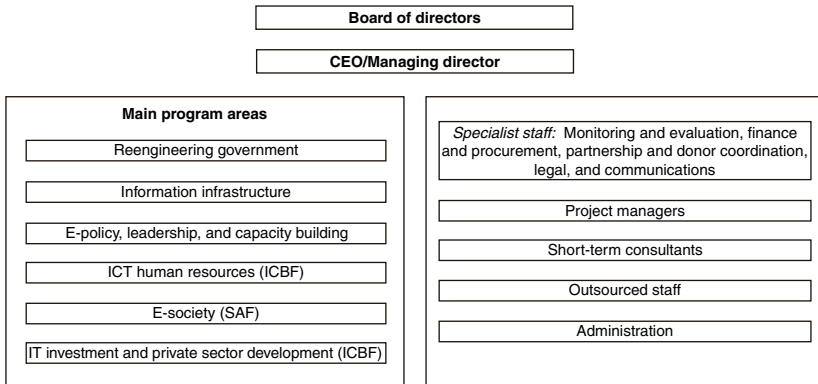 Board of directors
CEO/Managing director
Main program areas
Reengineering government
Information infrastructure
E-policy, leadership, and capacity building
ICT human resources (ICBF)
E-society (SAF)
IT investment and private sector development (ICBF)
Specialist staff: Monitoring and evaluation, finance
and procurement, partnership and donor coordination,
legal, and communications
Project managers
Short-term consultants
Outsourced staff
Administration